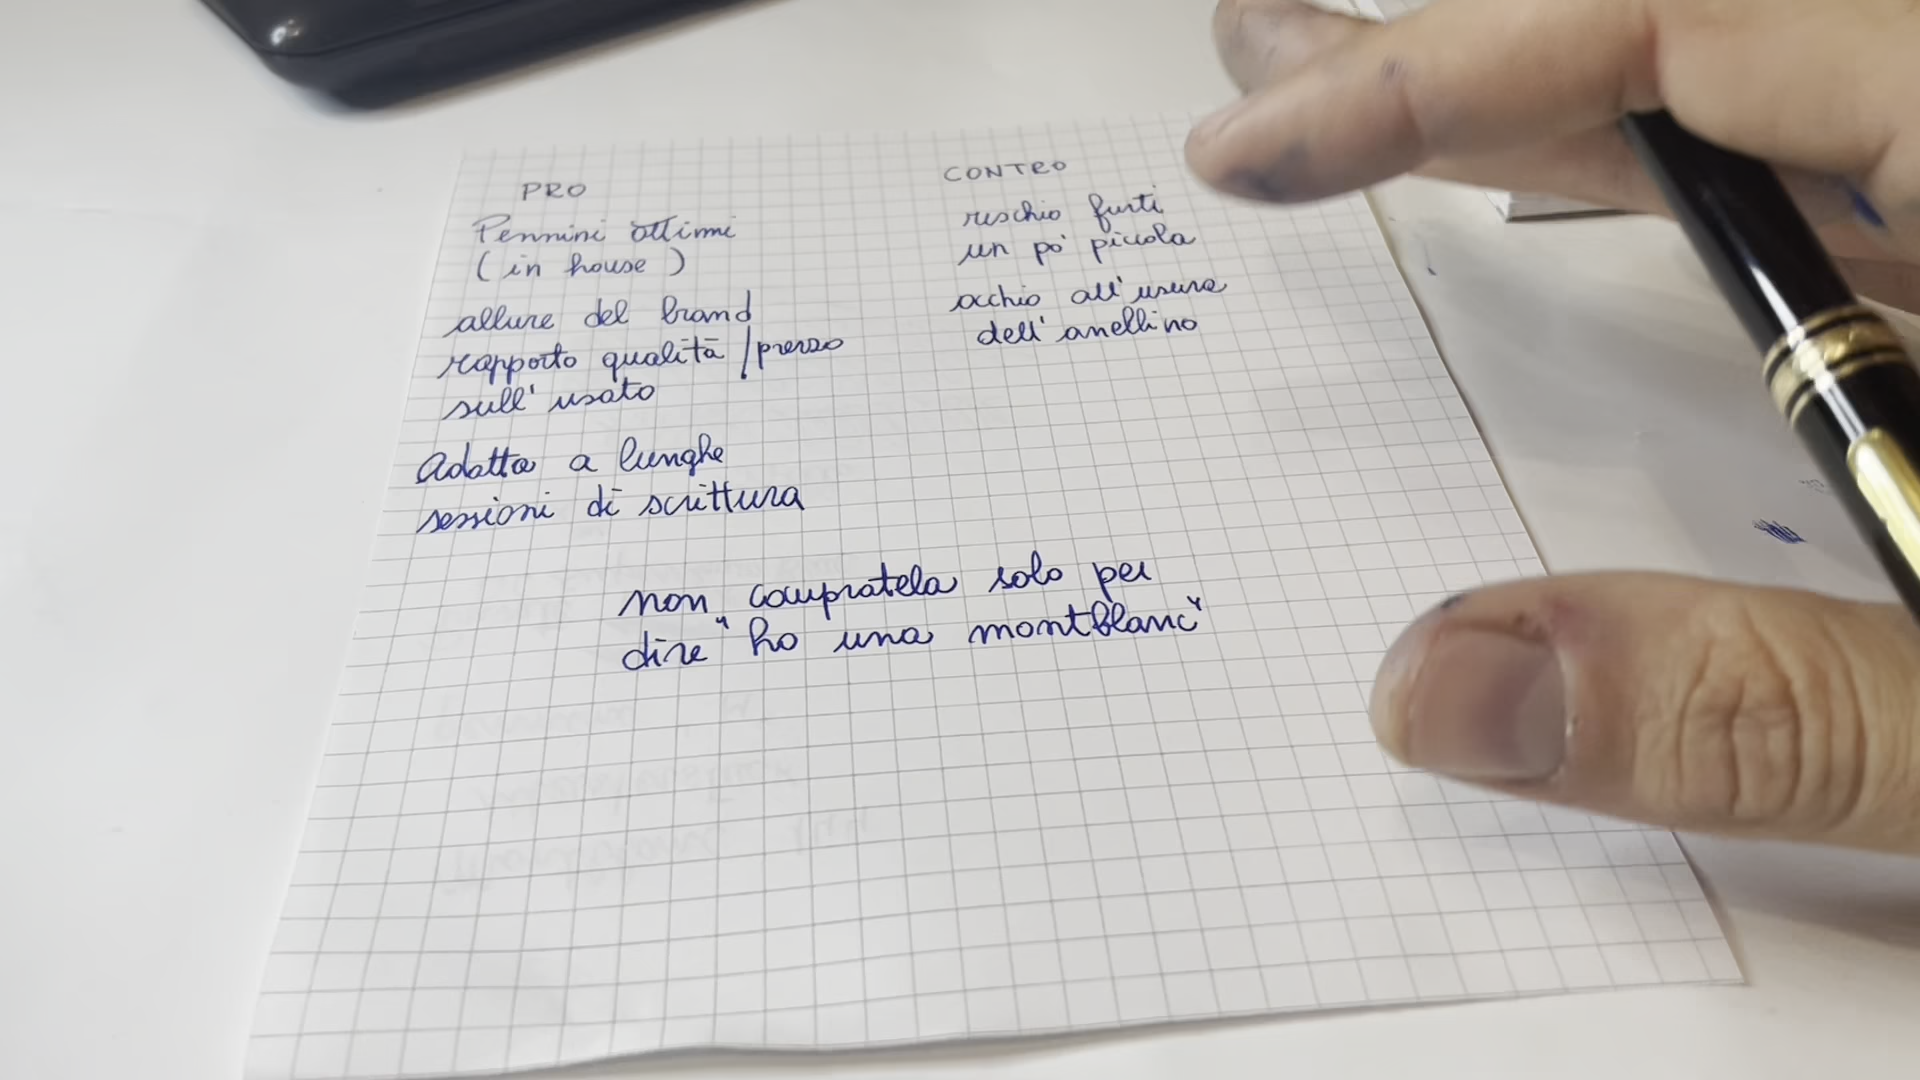 PRO
Pennini ottimi
(in house)
allure del brand
rapporto qualità/prezzo
sull'usato
Adatta a lunghe
sessioni di scrittura
CONTRO
rischio furti
un po' piccola
occhio all'usura
dell'anellino
non compratela solo per
dire "ho una montblanc"